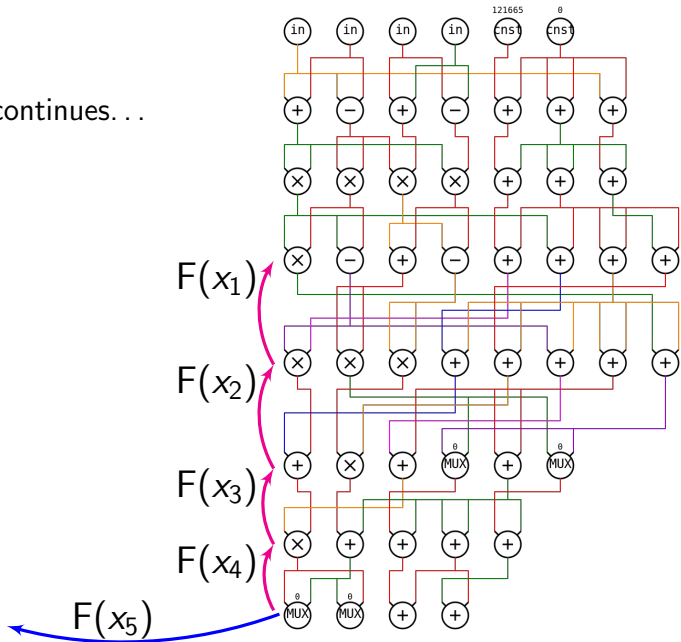 121665 0
in in in in cnst cnst
+ − + − + + +
continues. . .
× × × × + + +
× − + − + + + +
F(x1)
× × × + + + + +
F(x2)
0 0
+ × + MUX + MUX
F(x3)
× + + + +
F(x4)
0 0
MUX MUX + +
F(x5)